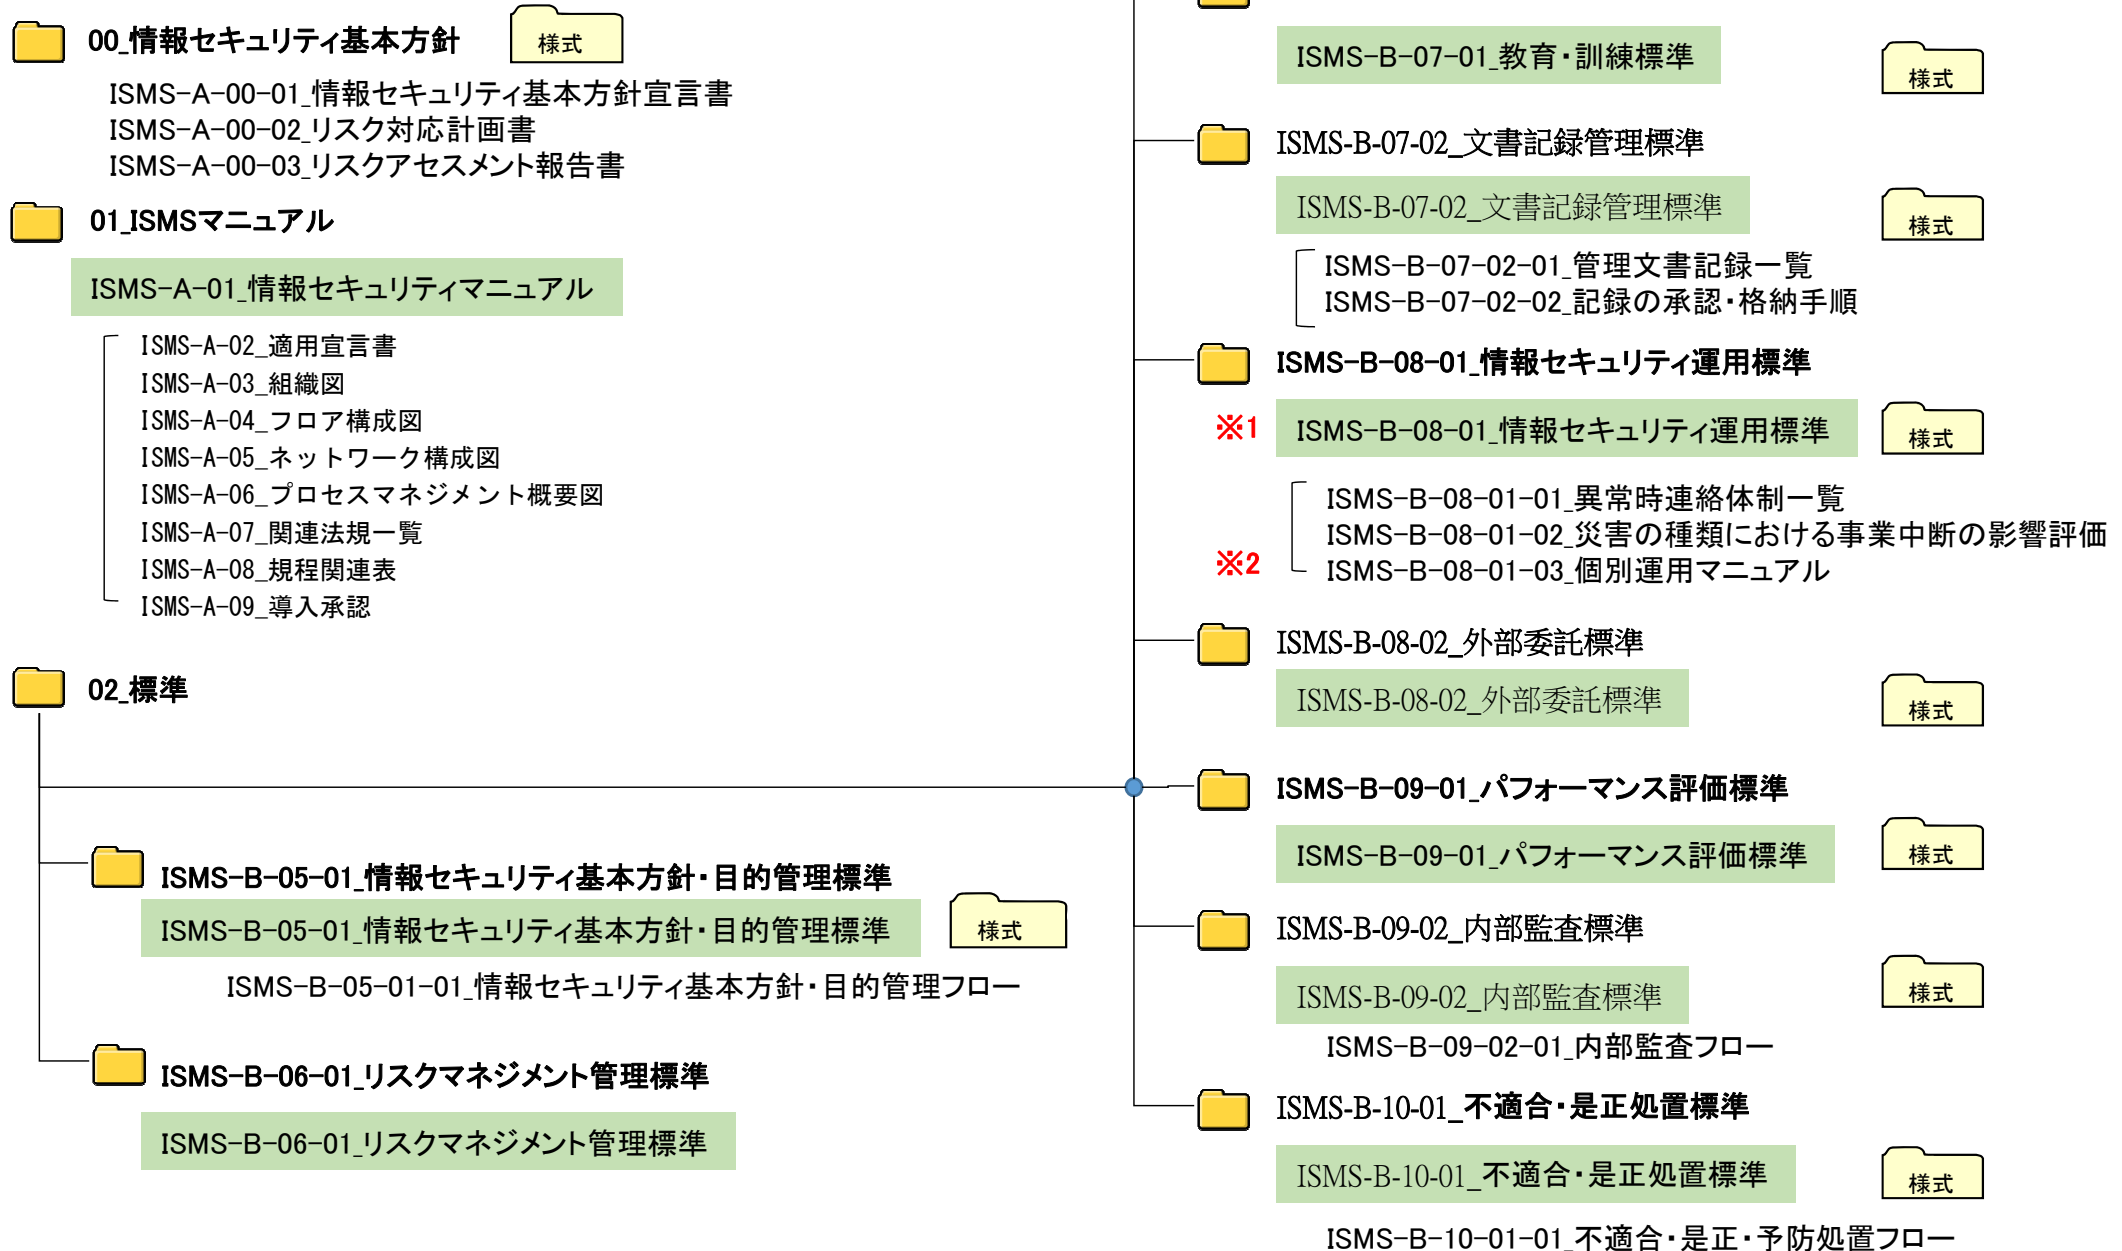 00_情報セキュリティ基本方針
様式
ISMS-A-00-01_情報セキュリティ基本方針宣言書
ISMS-A-00-02_リスク対応計画書
ISMS-A-00-03_リスクアセスメント報告書
01_ISMSマニュアル
ISMS-A-01_情報セキュリティマニュアル
ISMS-A-02_適用宣言書
ISMS-A-03_組織図
ISMS-A-04_フロア構成図
ISMS-A-05_ネットワーク構成図
ISMS-A-06_プロセスマネジメント概要図
ISMS-A-07_関連法規一覧
ISMS-A-08_規程関連表
ISMS-A-09_導入承認
02_標準
ISMS-B-05-01_情報セキュリティ基本方針・目的管理標準
ISMS-B-05-01_情報セキュリティ基本方針・目的管理標準
様式
ISMS-B-05-01-01_情報セキュリティ基本方針・目的管理フロー
ISMS-B-06-01_リスクマネジメント管理標準
ISMS-B-06-01_リスクマネジメント管理標準
ISMS-B-07-01_教育・訓練標準
様式
ISMS-B-07-02_文書記録管理標準
ISMS-B-07-02_文書記録管理標準
様式
ISMS-B-07-02-01_管理文書記録一覧
ISMS-B-07-02-02_記録の承認・格納手順
ISMS-B-08-01_情報セキュリティ運用標準
※1
ISMS-B-08-01_情報セキュリティ運用標準
様式
ISMS-B-08-01-01_異常時連絡体制一覧
ISMS-B-08-01-02_災害の種類における事業中断の影響評価
※2
ISMS-B-08-01-03_個別運用マニュアル
ISMS-B-08-02_外部委託標準
ISMS-B-08-02_外部委託標準
様式
ISMS-B-09-01_パフォーマンス評価標準
ISMS-B-09-01_パフォーマンス評価標準
様式
ISMS-B-09-02_内部監査標準
ISMS-B-09-02_内部監査標準
様式
ISMS-B-09-02-01_内部監査フロー
ISMS-B-10-01_不適合・是正処置標準
ISMS-B-10-01_不適合・是正処置標準
様式
ISMS-B-10-01-01_不適合・是正・予防処置フロー